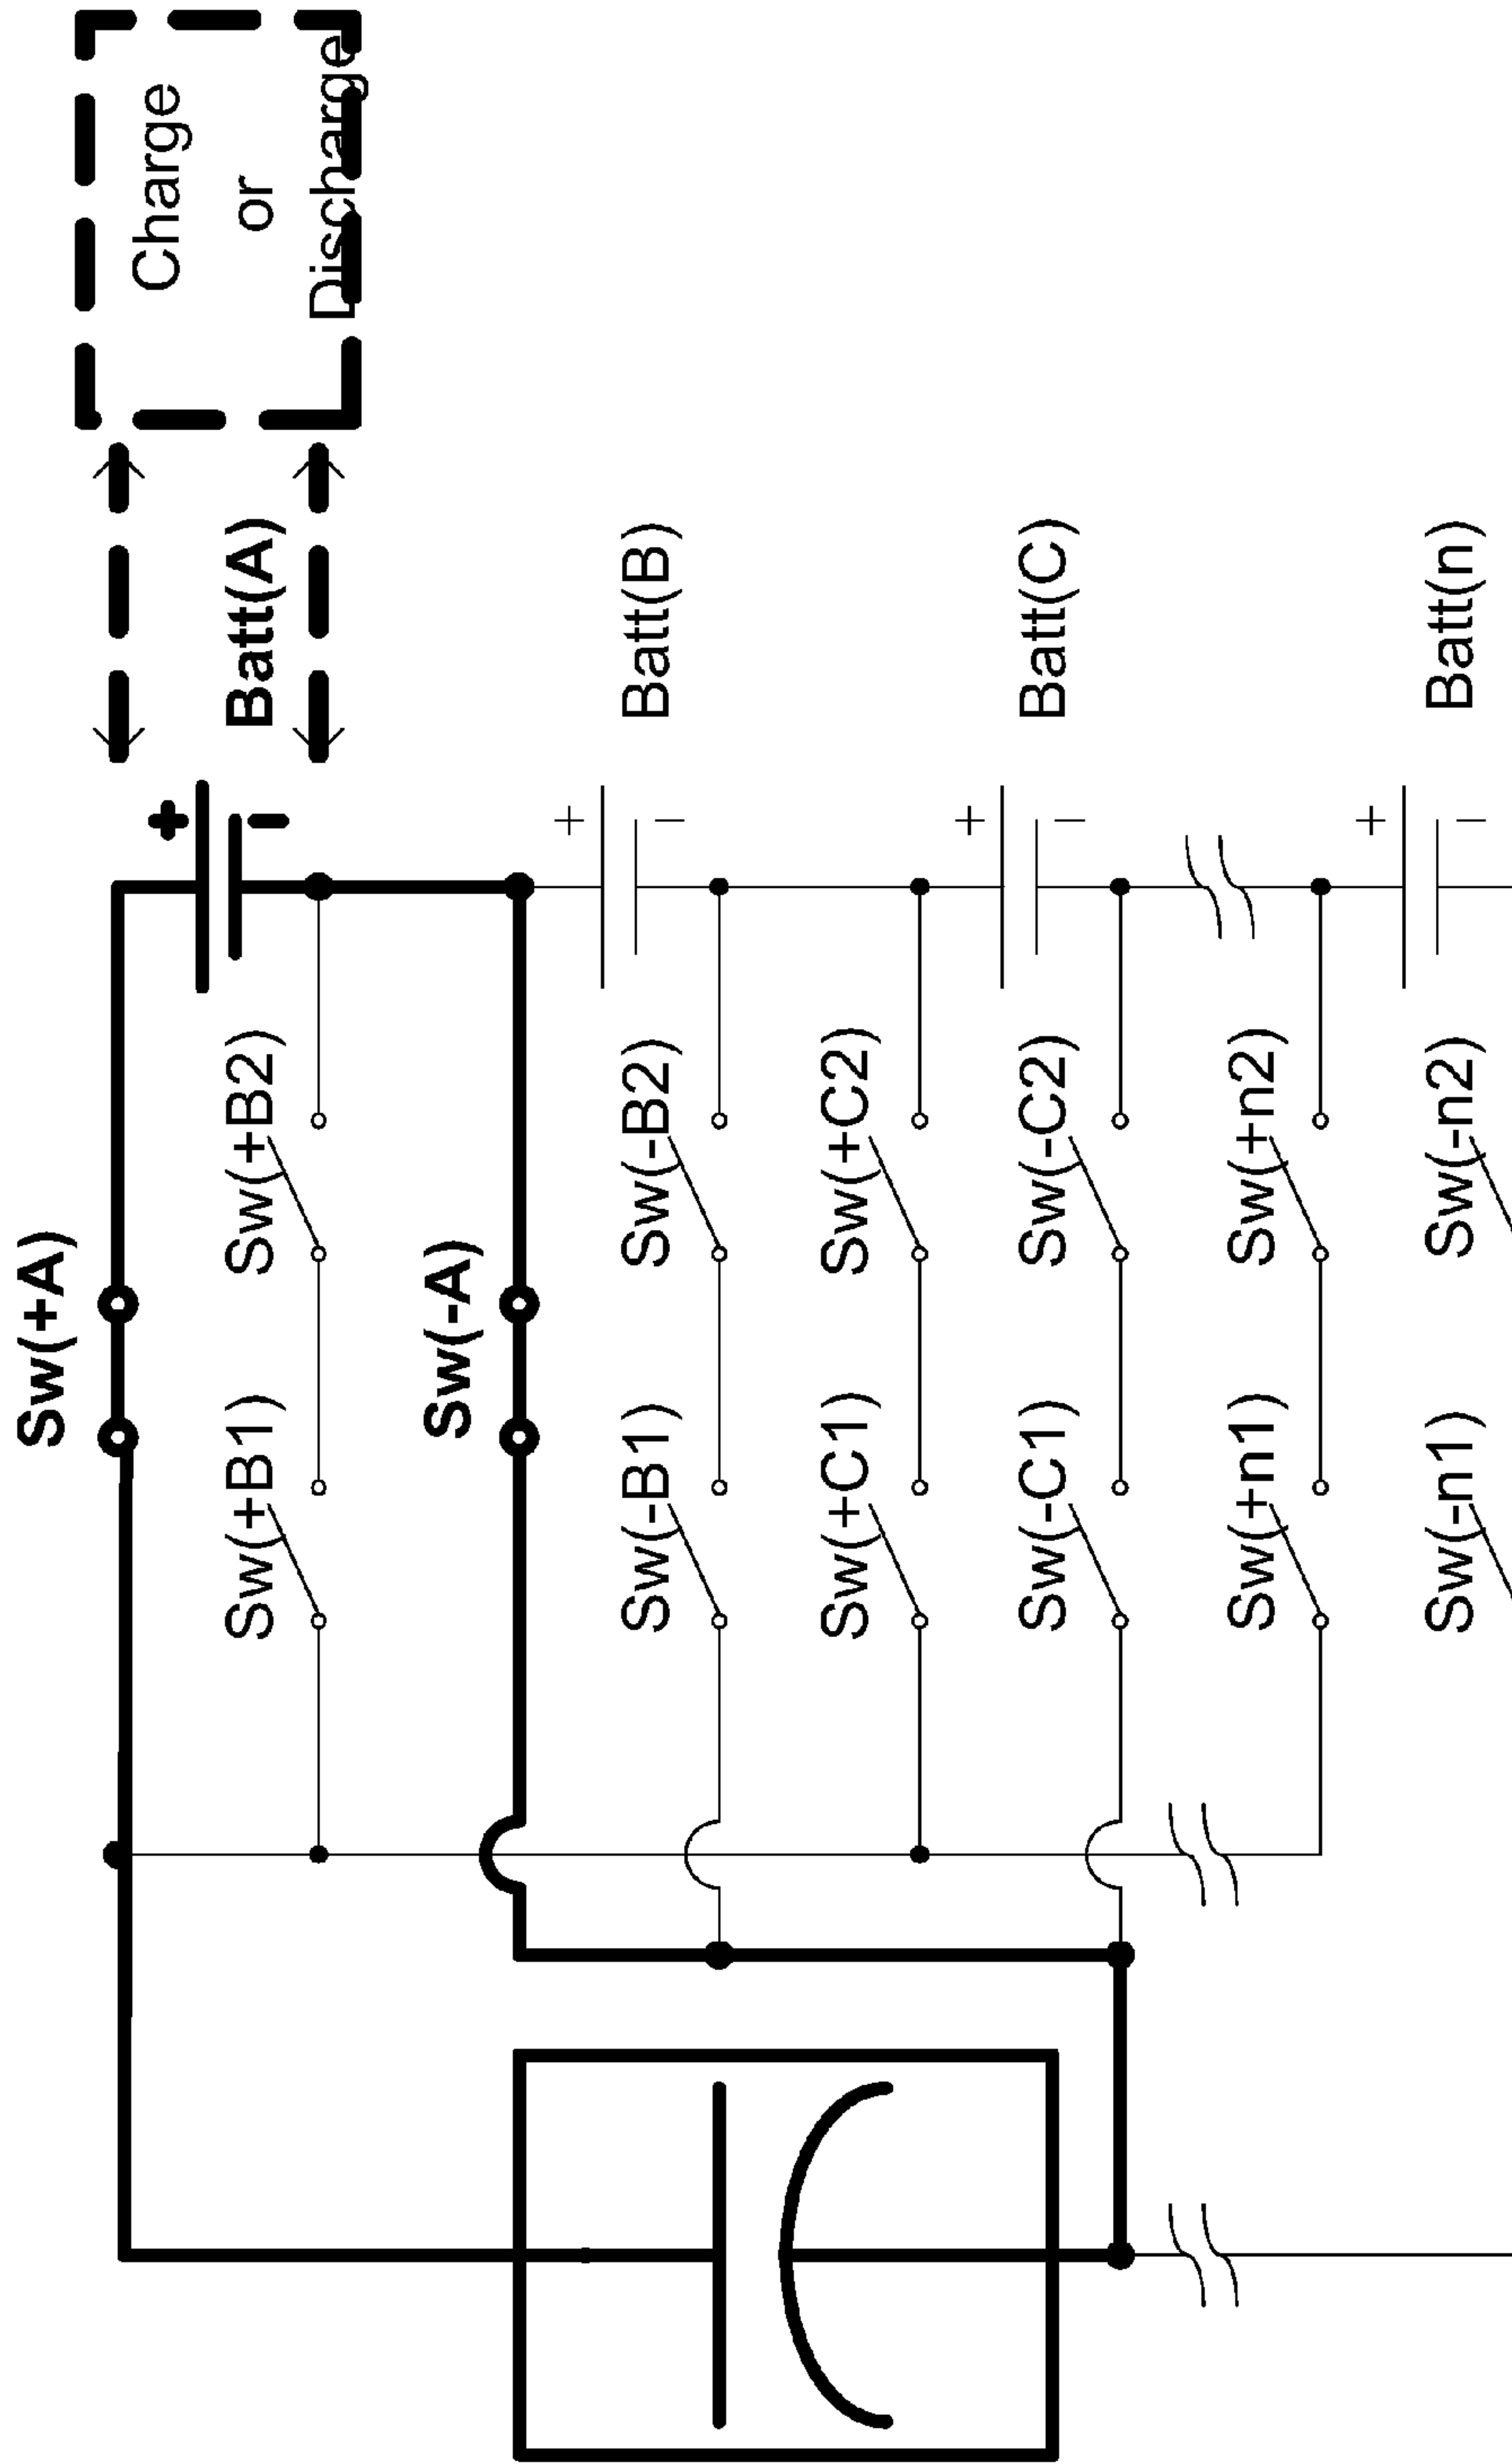 Charge
or
Discharge
Batt(A)
Batt(B)
Batt(C)
Batt(n)
+
-
+
-
+
-
+
-
Sw(+A)
Sw(+B1)
Sw(+B2)
Sw(-A)
Sw(-B1)
Sw(-B2)
Sw(+C1)
Sw(+C2)
Sw(-C1)
Sw(-C2)
Sw(+n1)
Sw(+n2)
Sw(-n1)
Sw(-n2)